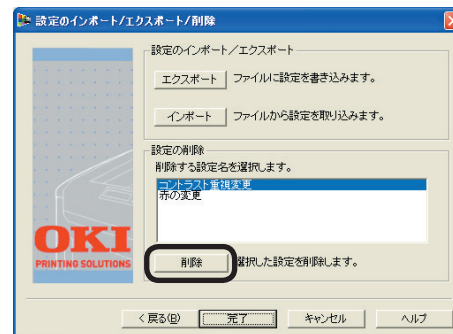 設定のインポート/エクスポート/削除
設定のインポート／エクスポート
エクスポート ファイルに設定を書き込みます。
インポート ファイルから設定を取り込みます。
設定の削除
削除する設定名を選択します。
コントラスト重視変更
赤の変更
OKI
PRINTING SOLUTIONS
削除 選択した設定を削除します。
< 戻る(B) 完了 キャンセル ヘルプ